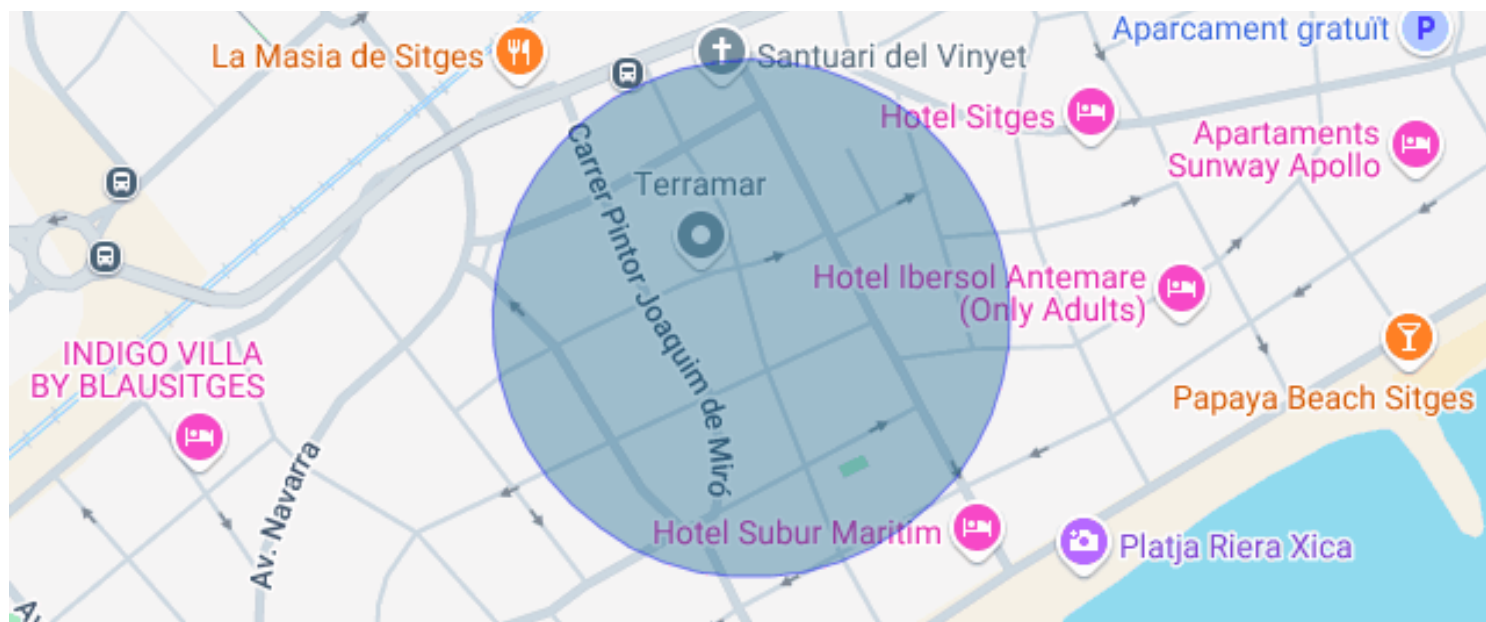 Aparcament gratuït
P
La Masia de Sitges
Santuari del Vinyet
Hotel Sitges
Apartaments
Sunway Apollo
Carrer Pintor Joaquim de Miró
Terramar
Hotel Ibersol Antemare
(Only Adults)
INDIGO VILLA
BY BLAUSITGES
Papaya Beach Sitges
Av. Navarra
Hotel Subur Maritim
Platja Riera Xica